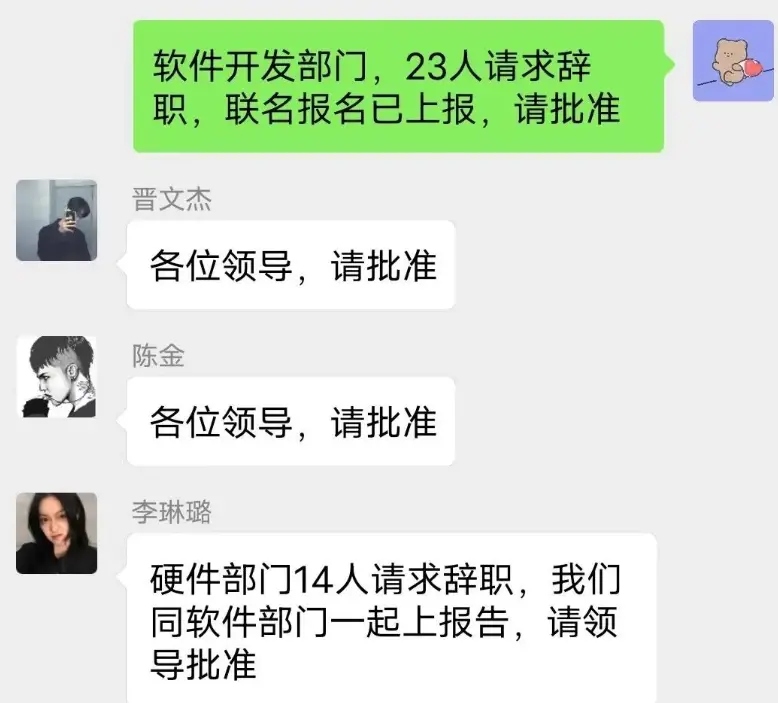 软件开发部门，23人请求辞
职，联名报名已上报，请批准
晋文杰
各位领导，请批准
陈金
各位领导，请批准
李琳璐
硬件部门14人请求辞职，我们
同软件部门一起上报告，请领
导批准